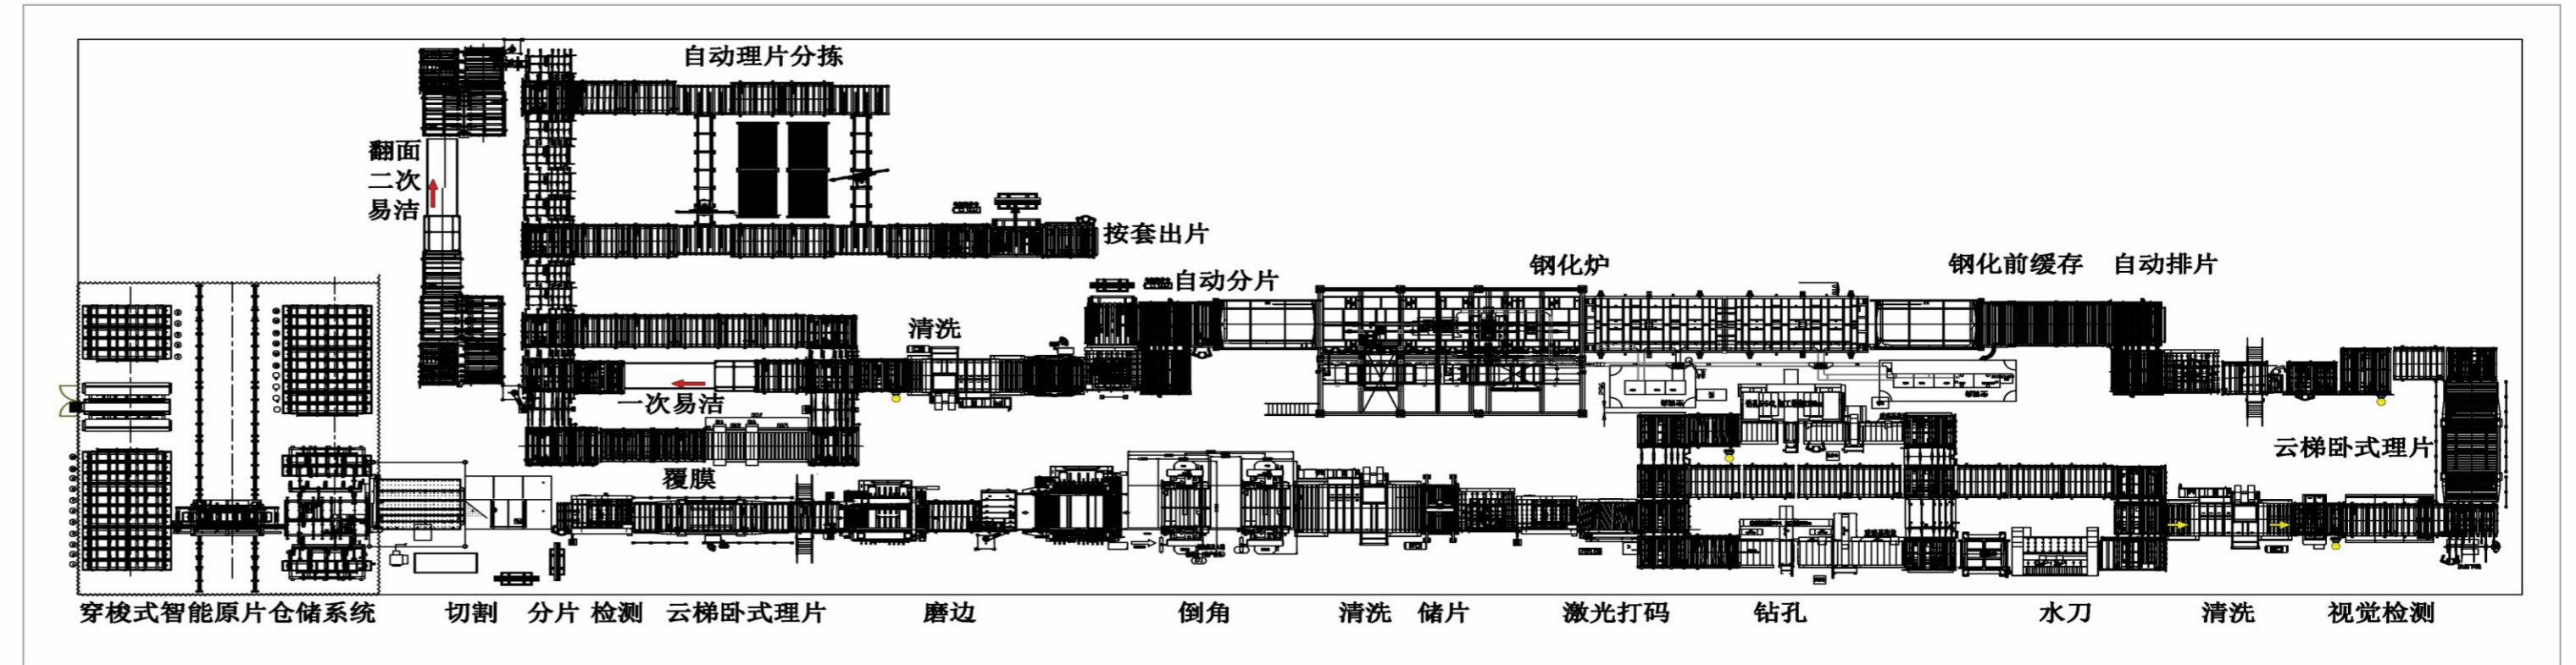 自动理片分拣
翻面
二次
易洁
按套出片
钢化炉
钢化前缓存
自动排片
自动分片
清洗
一次易洁
云梯卧式理片
覆膜
穿梭式智能原片仓储系统
切割
分片
检测
云梯卧式理片
磨边
倒角
清洗
储片
激光打码
钻孔
水刀
清洗
视觉检测